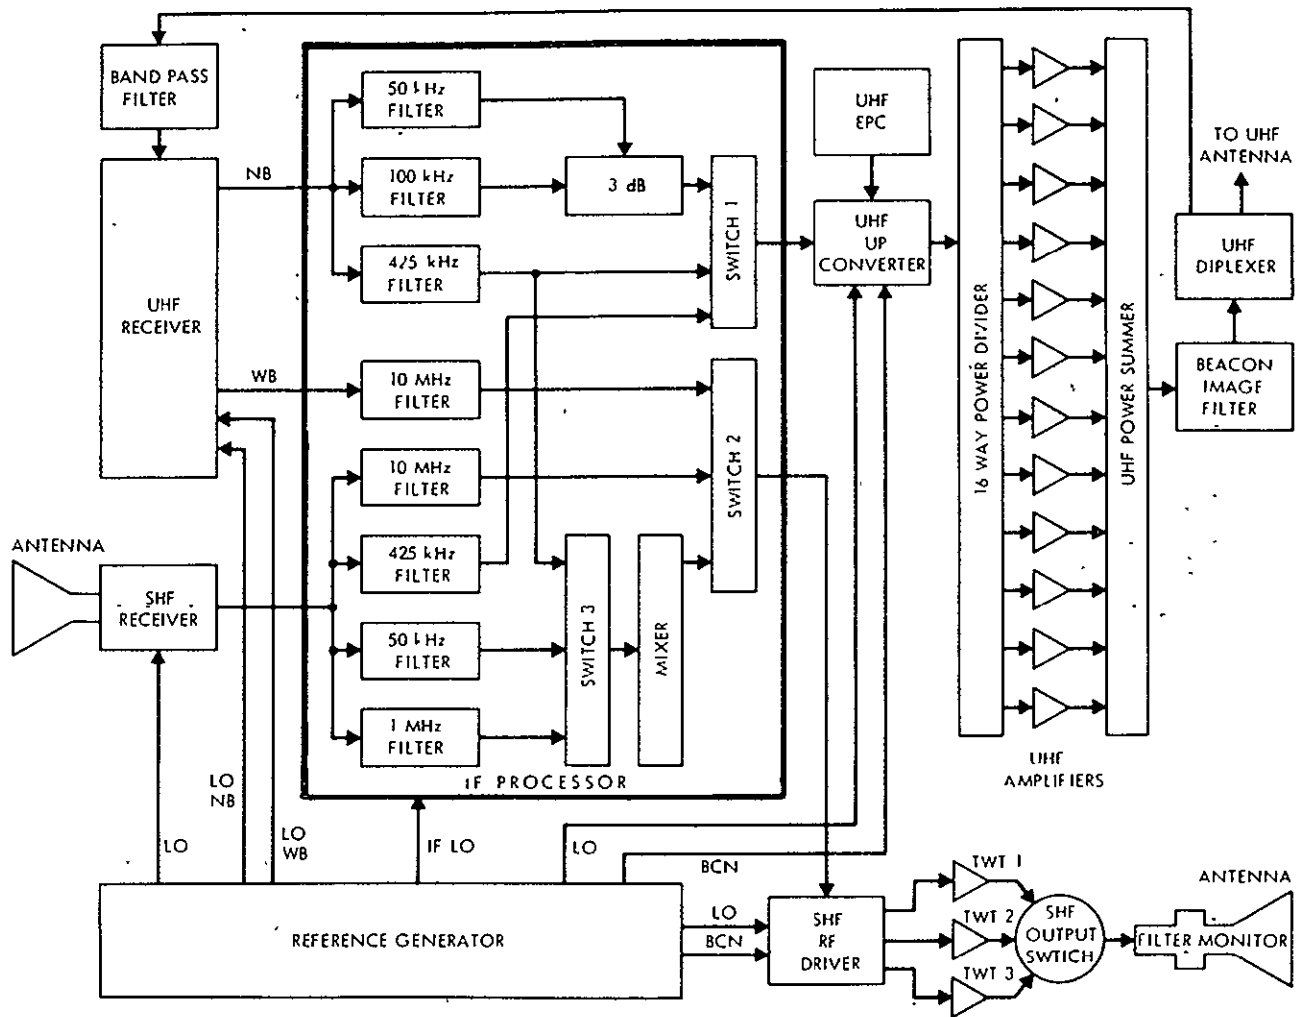 BAND PASS
FILTER
UHF
RECEIVER
NB
WB
50 kHz
FILTER
100 kHz
FILTER
425 kHz
FILTER
10 MHz
FILTER
10 MHz
FILTER
425 kHz
FILTER
50 kHz
FILTER
1 MHz
FILTER
3 dB
SWITCH 1
SWITCH 2
SWITCH 3
MIXER
IF PROCESSOR
UHF
EPC
UHF
UP
CONVERTER
16 WAY POWER DIVIDER
UHF
AMPLIFIERS
UHF POWER SUMMER
TO UHF
ANTENNA
UHF
DIPLEXER
BEACON
IMAGE
FILTER
ANTENNA
SHF
RECEIVER
LO
LO
NB
LO
WB
IF LO
LO
BCN
REFERENCE GENERATOR
LO
BCN
SHF
RF
DRIVER
TWT 1
TWT 2
TWT 3
SHF
OUTPUT
SWTICH
FILTER MONITOR
ANTENNA